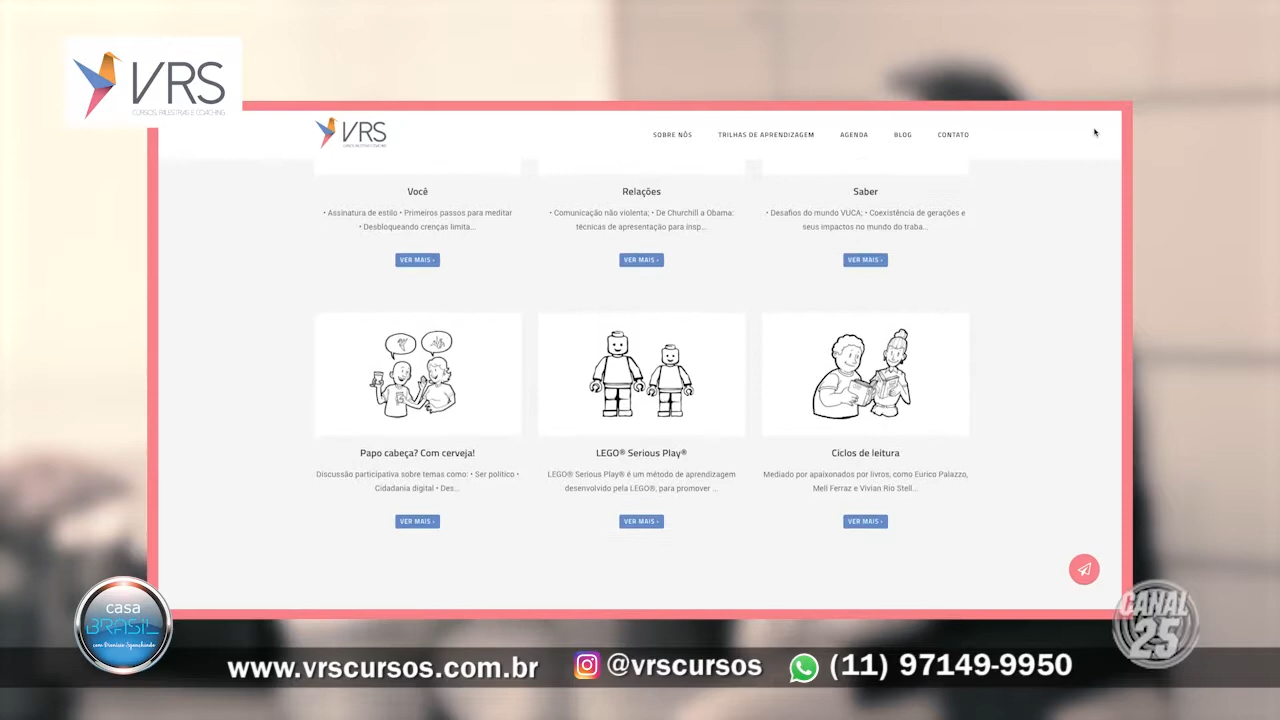 VRS
CURSOS, PALESTRAS E COACHING
VRS
SOBRE NÓS
TRILHAS DE APRENDIZAGEM
AGENDA
BLOG
CONTATO
Você
• Assinatura de estilo • Primeiros passos para meditar
• Desbloqueando crenças limita...
VER MAIS ›
Relações
• Comunicação não violenta; • De Churchill a Obama:
técnicas de apresentação para insp...
VER MAIS ›
Saber
• Desafios do mundo VUCA; • Coexistência de gerações e
seus impactos no mundo do traba...
VER MAIS ›
Papo cabeça? Com cerveja!
Discussão participativa sobre temas como: • Ser político •
Cidadania digital • Des...
VER MAIS ›
LEGO® Serious Play®
LEGO® Serious Play® é um método de aprendizagem
desenvolvido pela LEGO®, para promover ...
VER MAIS ›
Ciclos de leitura
Mediado por apaixonados por livros, como Eurico Palazzo,
Mell Ferraz e Vivian Rio Stell...
VER MAIS ›
casa
BRASIL
CANAL
25
www.vrscursos.com.br
@vrscursos
(11) 97149-9950